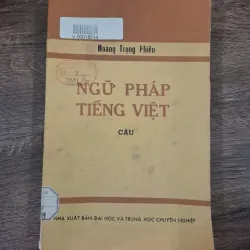 Hoàng Trọng Phiến
NGỮ PHÁP
TIẾNG VIỆT
CÂU
NHÀ XUẤT BẢN ĐẠI HỌC VÀ TRUNG HỌC CHUYÊN NGHIỆP